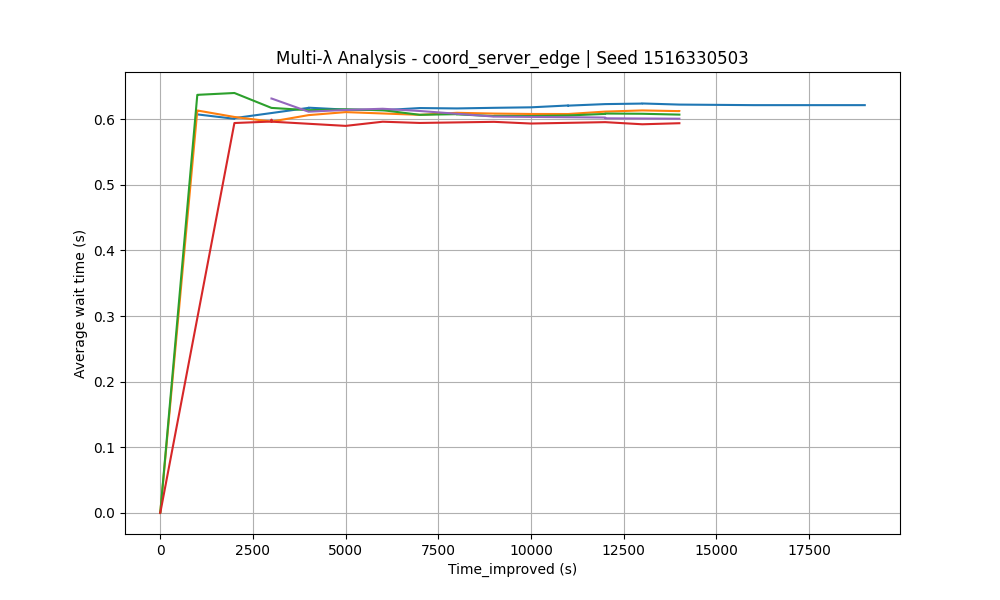 Multi-λ Analysis - coord_server_edge | Seed 1516330503
Average wait time (s)
0.6
0.5
0.4
0.3
0.2
0.1
0.0
0 2500 5000 7500 10000 12500 15000 17500
Time_improved (s)